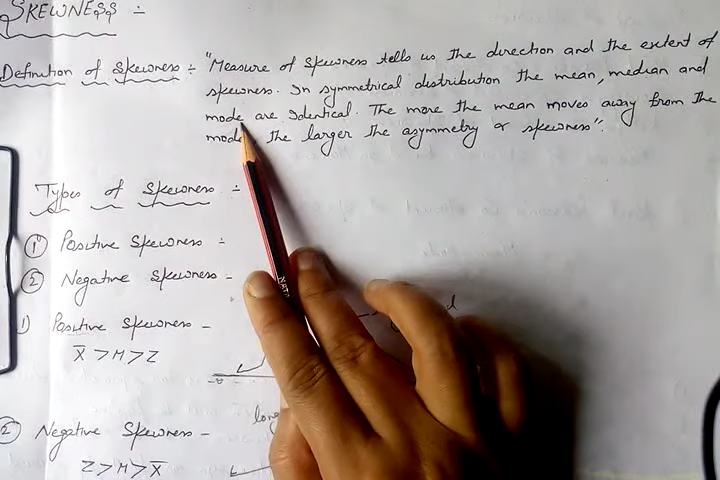 SKEWNESS :-
Definition of Skewness :- "Measure of skewness tells us the direction and the extent of
skewness. In symmetrical distribution the mean, median and
mode are identical. The more the mean moves away from the
mode the larger the asymmetry or skewness".
Types of Skewness :-
① Positive Skewness :-
② Negative Skewness -
1) Positive Skewness -
X̅ > M > Z
② Negative Skewness -
long
Z > M > X̅